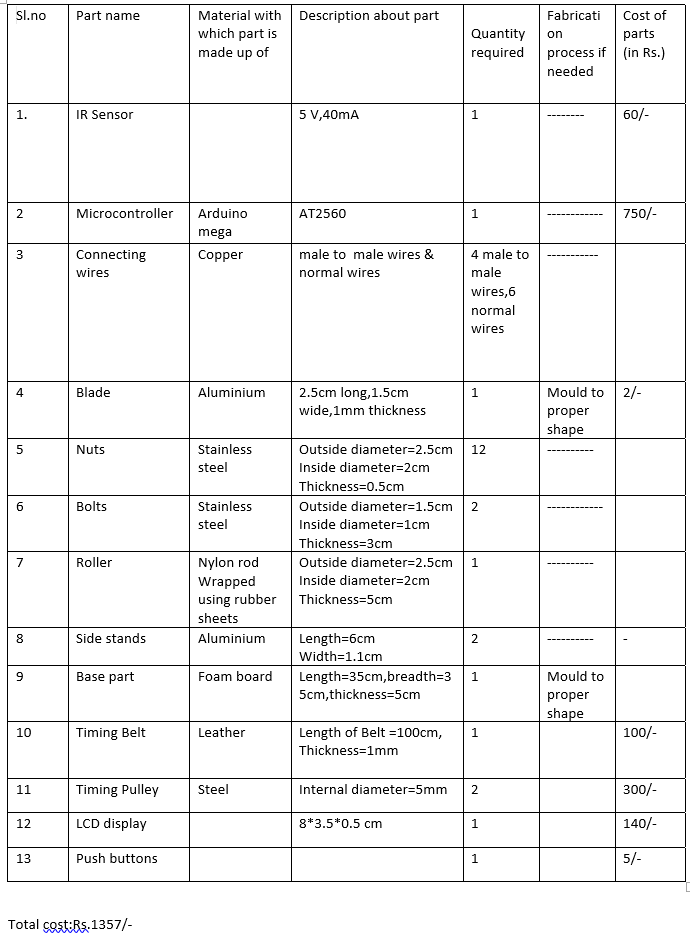 Sl.no Part name Material with which part is made up of Description about part Quantity required Fabricati on process if needed Cost of parts (in Rs.)
1. IR Sensor 5 V,40mA 1 -------- 60/-
2 Microcontroller Arduino mega AT2560 1 ------------ 750/-
3 Connecting wires Copper male to  male wires & normal wires 4 male to male wires,6 normal wires -----------
4 Blade Aluminium 2.5cm long,1.5cm wide,1mm thickness 1 Mould to proper shape 2/-
5 Nuts Stainless steel Outside diameter=2.5cm Inside diameter=2cm Thickness=0.5cm 12 ----------
6 Bolts Stainless steel Outside diameter=1.5cm Inside diameter=1cm Thickness=3cm 2 ------------
7 Roller Nylon rod Wrapped using rubber sheets Outside diameter=2.5cm Inside diameter=2cm Thickness=5cm 1 ----------
8 Side stands Aluminium Length=6cm Width=1.1cm 2 ---------- -
9 Base part Foam board Length=35cm,breadth=3 5cm,thickness=5cm 1 Mould to proper shape
10 Timing Belt Leather Length of Belt =100cm, Thickness=1mm 1 100/-
11 Timing Pulley Steel Internal diameter=5mm 2 300/-
12 LCD display 8*3.5*0.5 cm 1 140/-
13 Push buttons 1 5/-
Total cost:Rs.1357/-